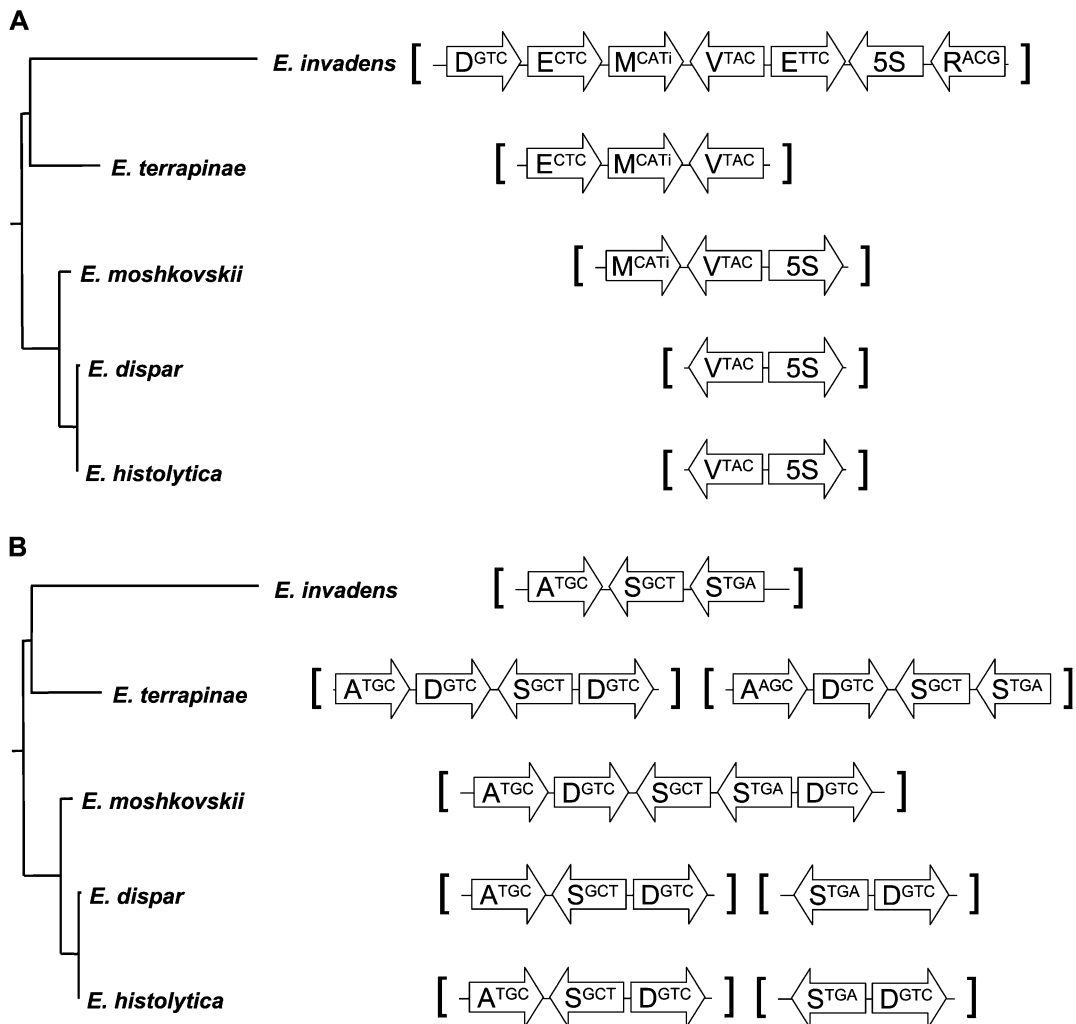 A
E. invadens [ DGTC ECTC MCATi VTAC ETTC 5S RACG ]
E. terrapinae [ ECTC MCATi VTAC ]
E. moshkovskii [ MCATi VTAC 5S ]
E. dispar [ VTAC 5S ]
E. histolytica [ VTAC 5S ]
B
E. invadens [ ATGC SGCT STGA ]
E. terrapinae [ ATGC DGTC SGCT DGTC ] [ AAGC DGTC SGCT STGA ]
E. moshkovskii [ ATGC DGTC SGCT STGA DGTC ]
E. dispar [ ATGC SGCT DGTC ] [ STGA DGTC ]
E. histolytica [ ATGC SGCT DGTC ] [ STGA DGTC ]